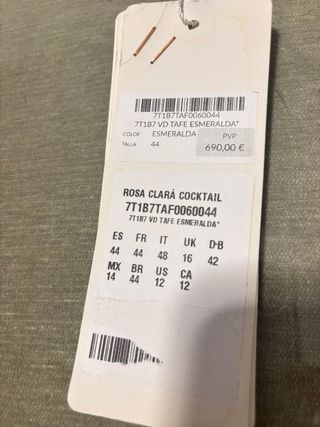 7T1B7TAF0060044
7T1B7 VD TAFE ESMERALDA*
COLOR ESMERALDA PVP
TALLA 44 690,00 €
ROSA CLARÁ COCKTAIL
7T1B7TAF0060044
7T1B7 VD TAFE ESMERALDA*
ES FR IT UK D-B
44 44 48 16 42
MX BR US CA
14 44 12 12